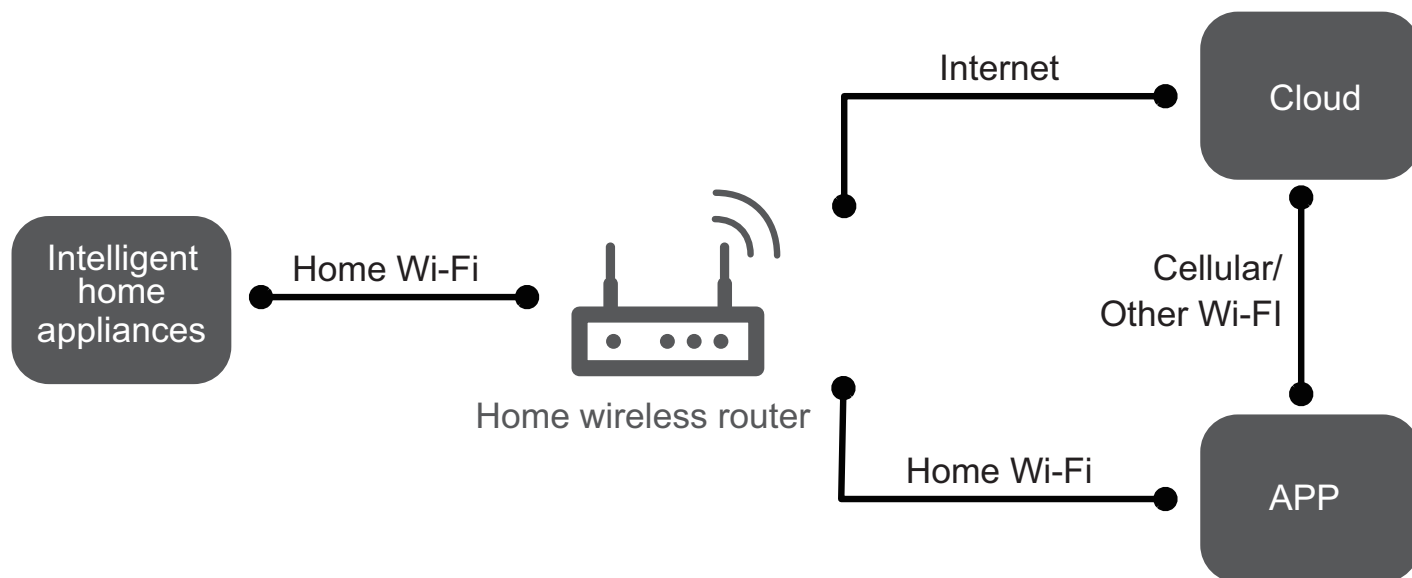 Internet
Cloud
Intelligent
home
appliances
Home Wi-Fi
Cellular/
Other Wi-FI
Home wireless router
Home Wi-Fi
APP